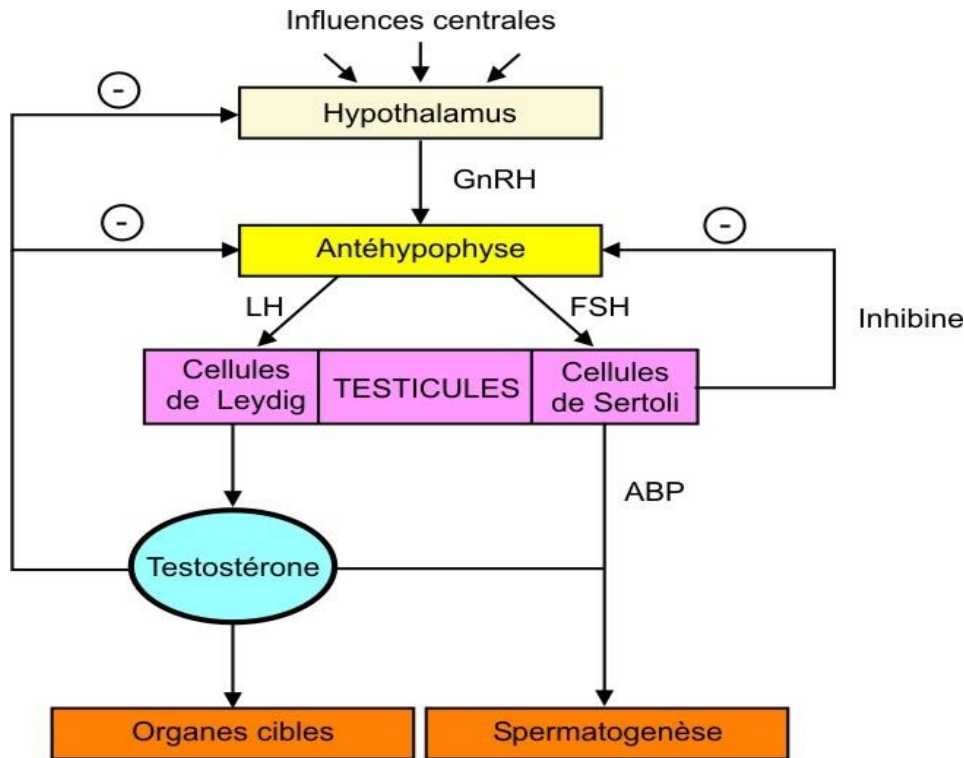 Influences centrales
-
Hypothalamus
GnRH
-
-
Antéhypophyse
LH
FSH
Inhibine
Cellules
de Leydig
TESTICULES
Cellules
de Sertoli
ABP
Testostérone
Organes cibles
Spermatogenèse